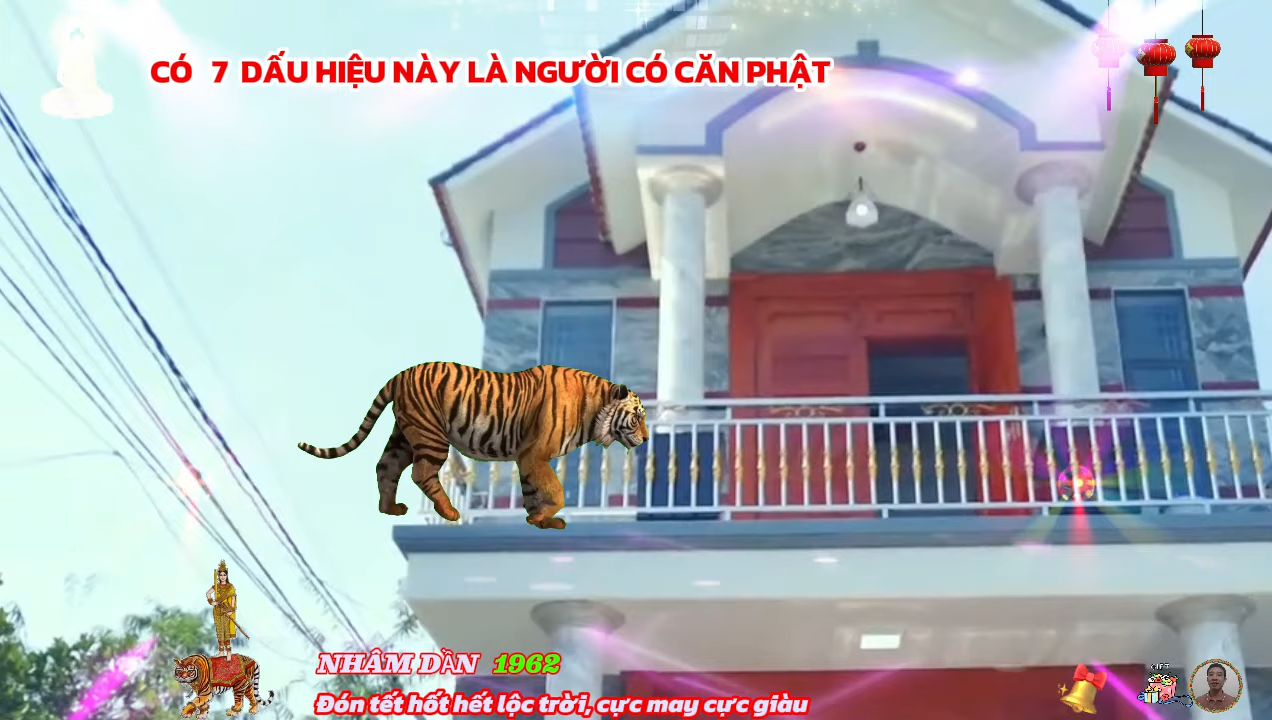 CÓ 7 DẤU HIỆU NÀY LÀ NGƯỜI CÓ CĂN PHẬT
GIFT
NHÂM DẦN 1962
Đón tết hốt hết lộc trời, cực may cực giàu